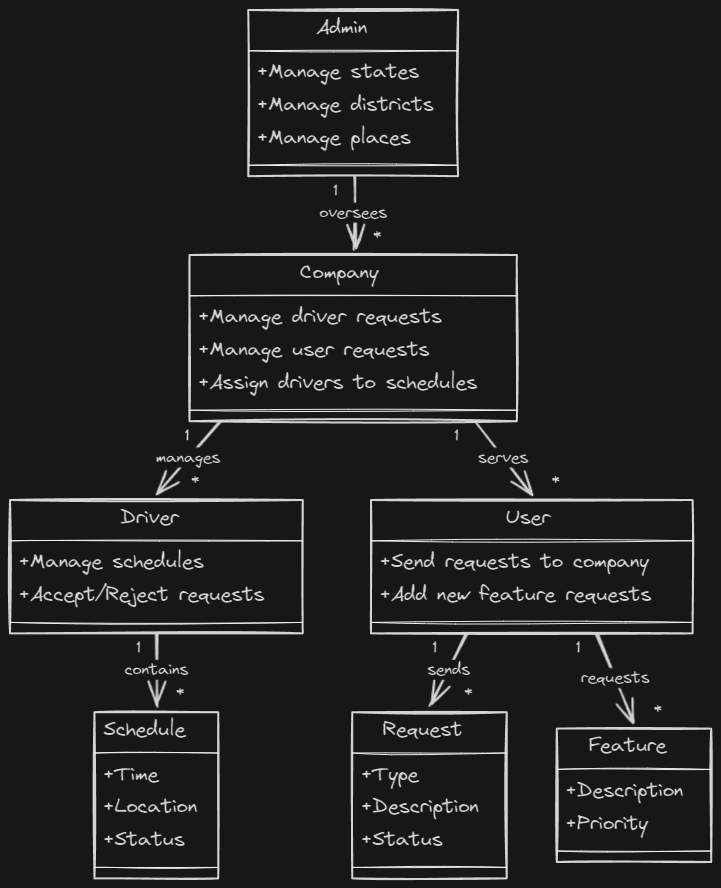 Admin
+Manage states
+Manage districts
+Manage places
1
oversees
*
Company
+Manage driver requests
+Manage user requests
+Assign drivers to schedules
1
manages
*
1
serves
*
Driver
+Manage schedules
+Accept/Reject requests
User
+Send requests to company
+Add new feature requests
1
contains
*
1
sends
*
1
requests
*
Schedule
+Time
+Location
+Status
Request
+Type
+Description
+Status
Feature
+Description
+Priority